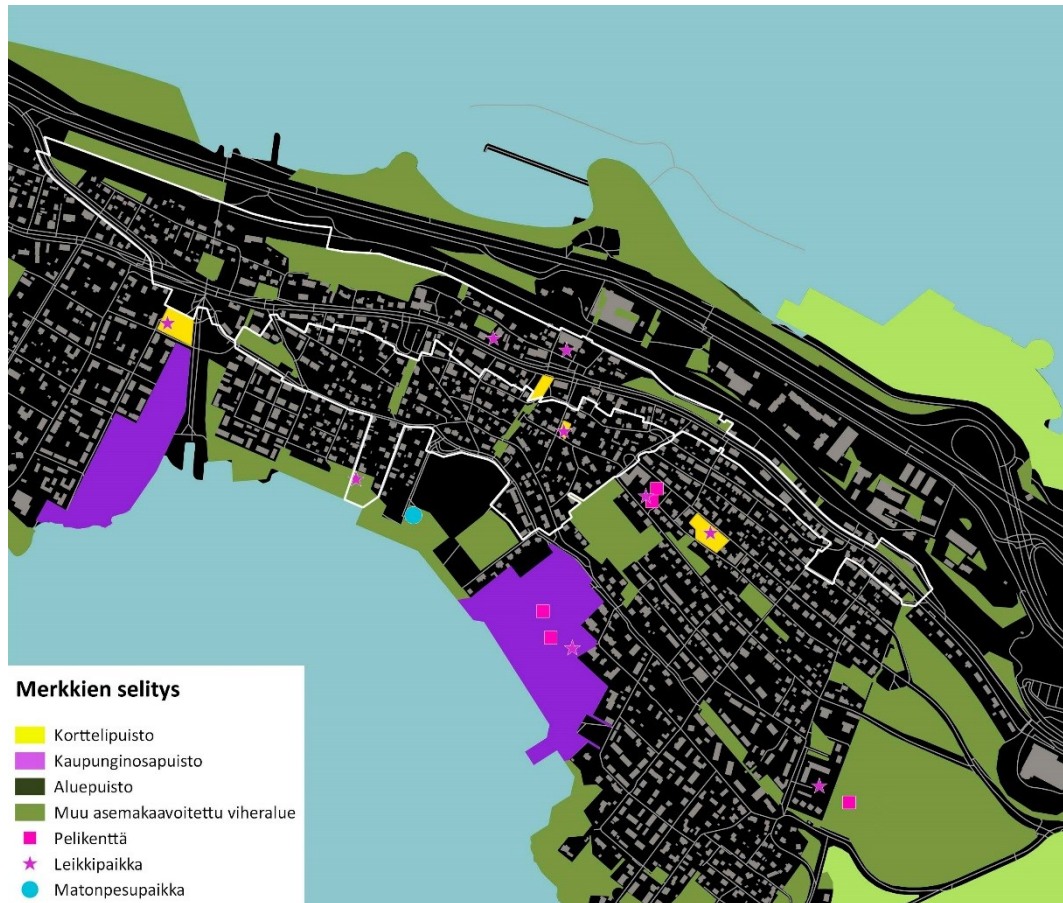 Merkkien selitys
Korttelipuisto
Kaupunginosapuisto
Aluepuisto
Muu asemakaavoitettu viheralue
Pelikenttä
Leikkipaikka
Matonpesupaikka